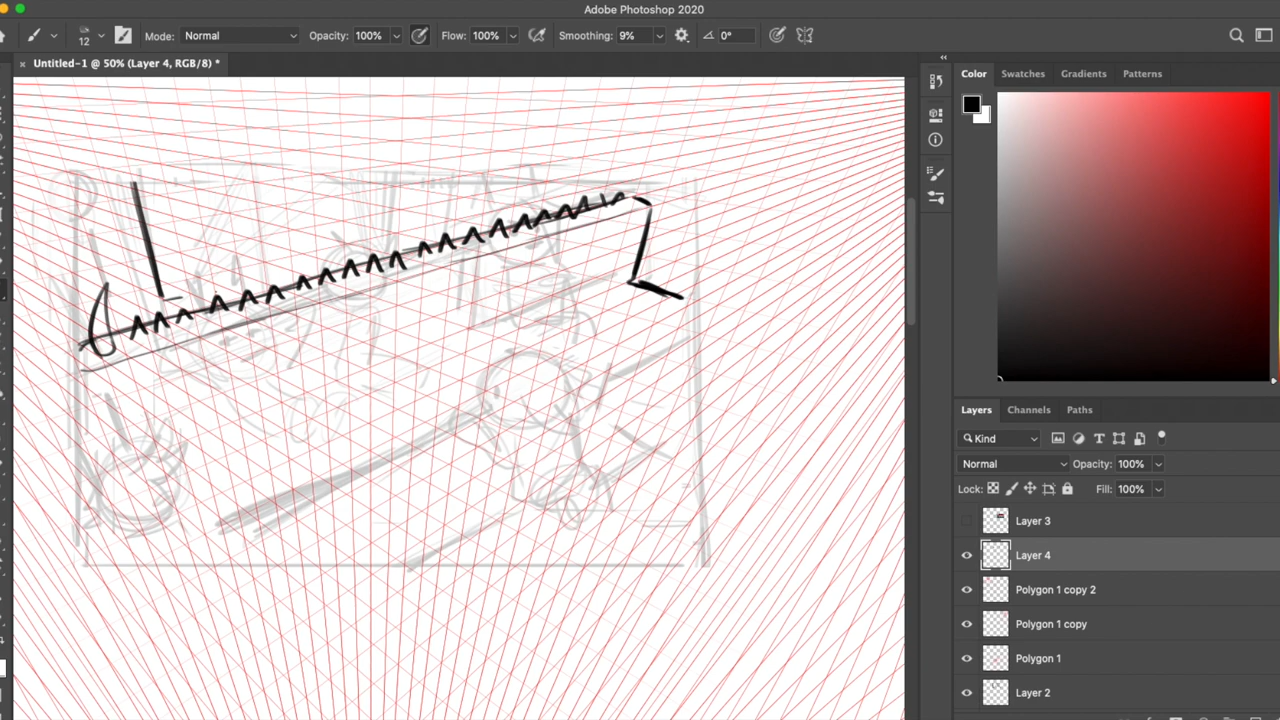 Adobe Photoshop 2020
12 Mode: Normal Opacity: 100% Flow: 100% Smoothing: 9% 0°
× Untitled-1 @ 50% (Layer 4, RGB/8) *
Color Swatches Gradients Patterns
Layers Channels Paths
Kind
Normal Opacity: 100%
Lock: Fill: 100%
Layer 3
Layer 4
Polygon 1 copy 2
Polygon 1 copy
Polygon 1
Layer 2